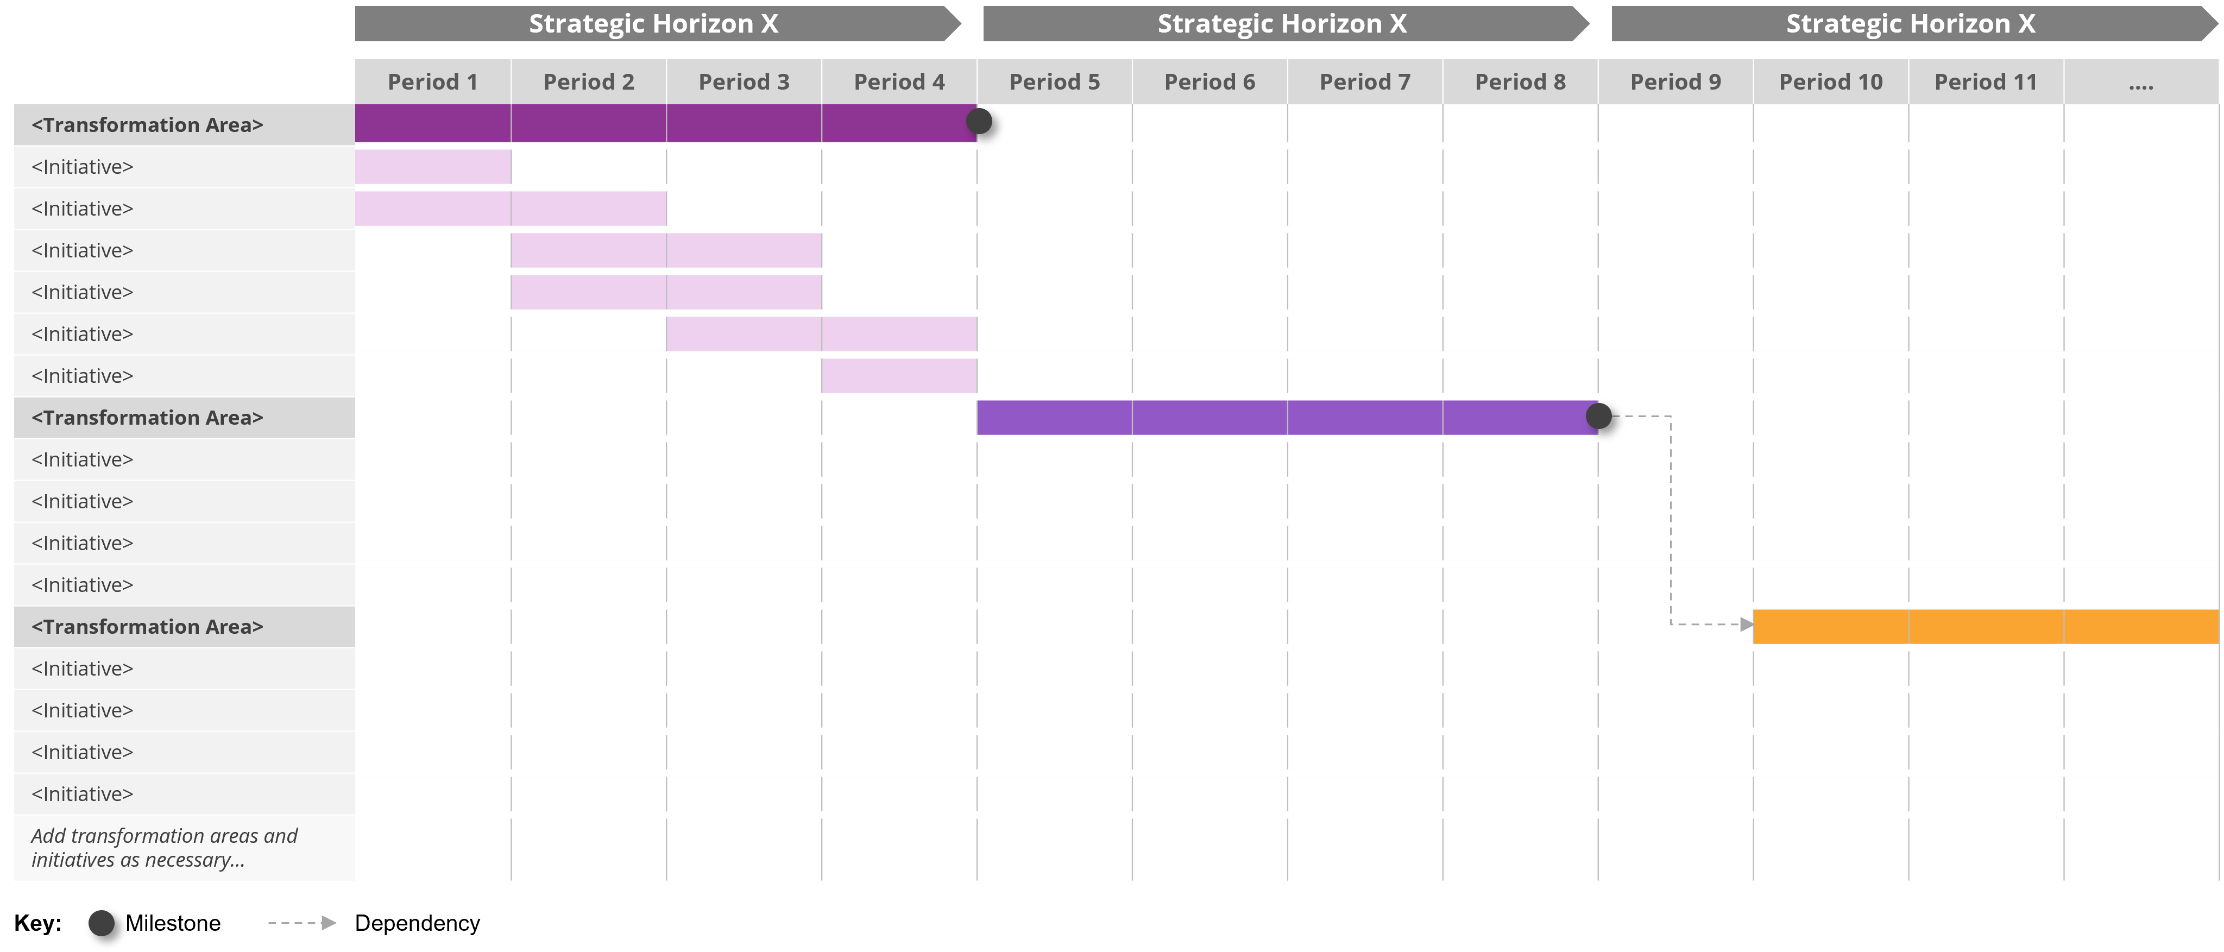 Strategic Horizon X
Strategic Horizon X
Strategic Horizon X
Period 1
Period 2
Period 3
Period 4
Period 5
Period 6
Period 7
Period 8
Period 9
Period 10
Period 11
....
<Transformation Area>
<Initiative>
<Initiative>
<Initiative>
<Initiative>
<Initiative>
<Initiative>
<Transformation Area>
<Initiative>
<Initiative>
<Initiative>
<Initiative>
<Transformation Area>
<Initiative>
<Initiative>
<Initiative>
<Initiative>
Add transformation areas and
initiatives as necessary...
Key:
Milestone
Dependency